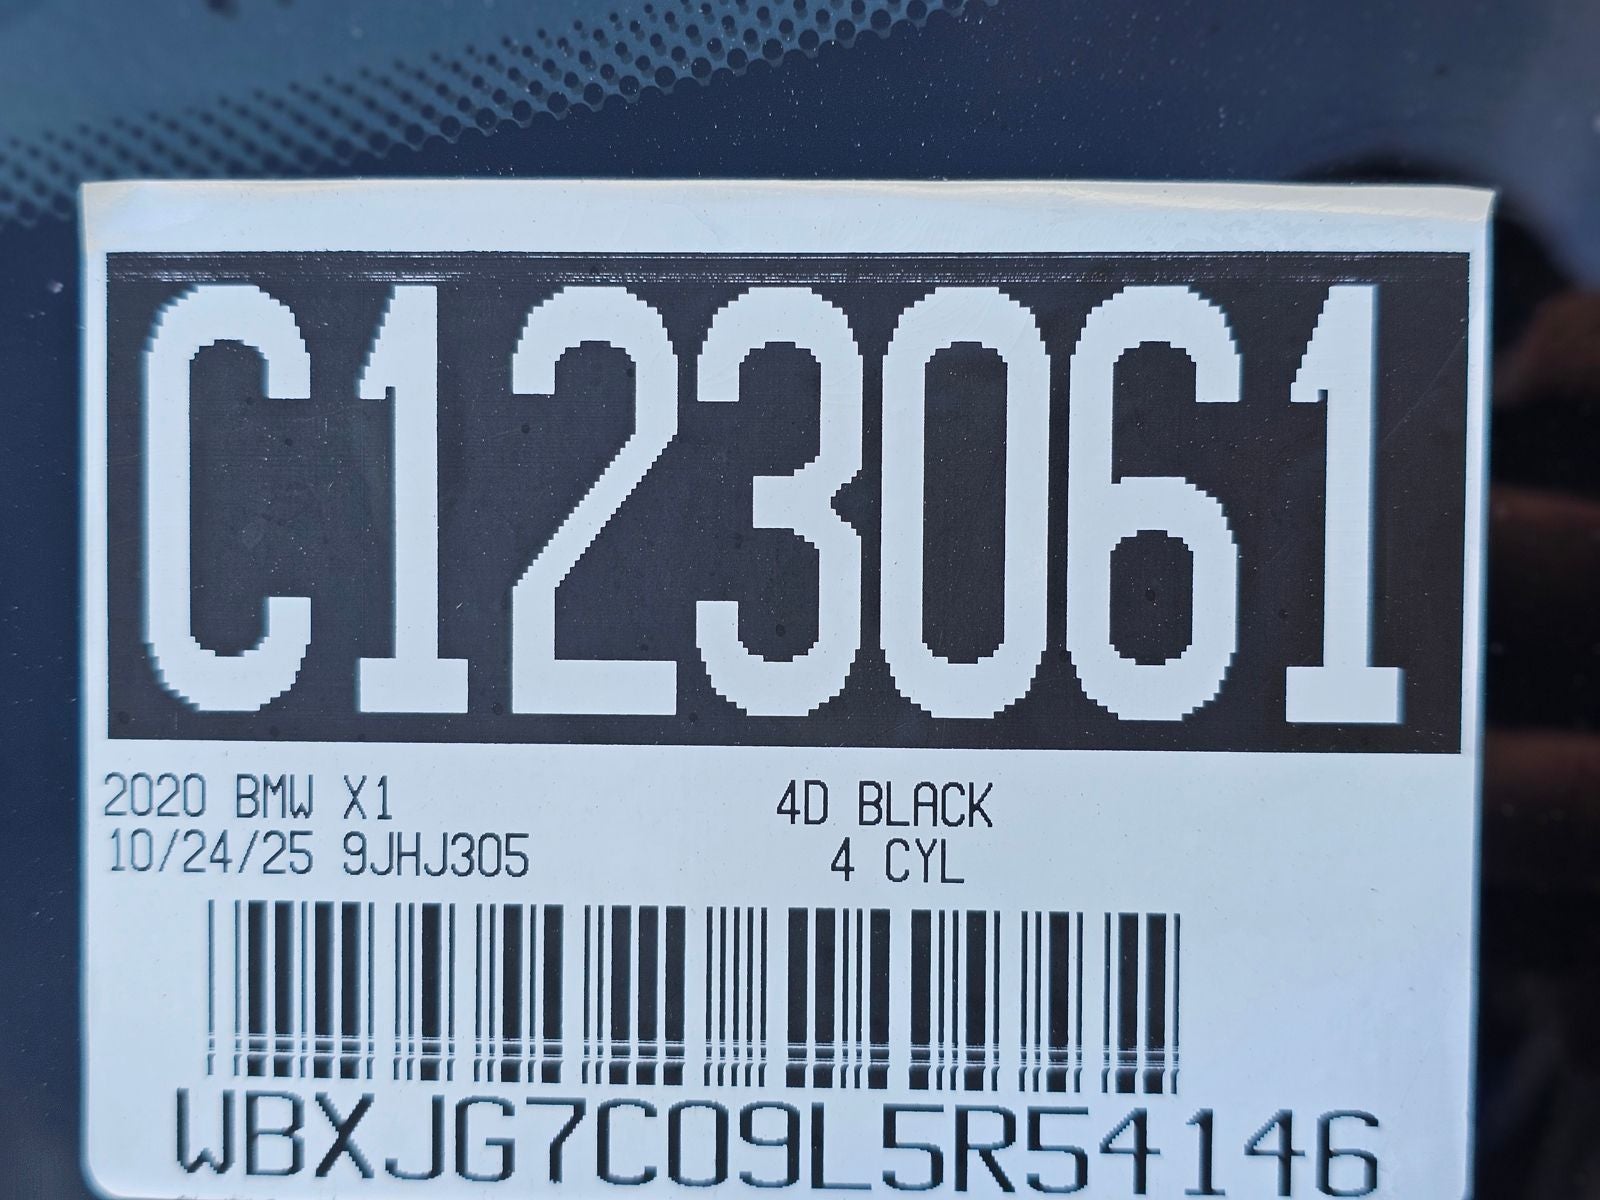 C123061
2020 BMW X1 4D BLACK
10/24/25 9JHJ305 4 CYL
WBXJG7C09L5R54146